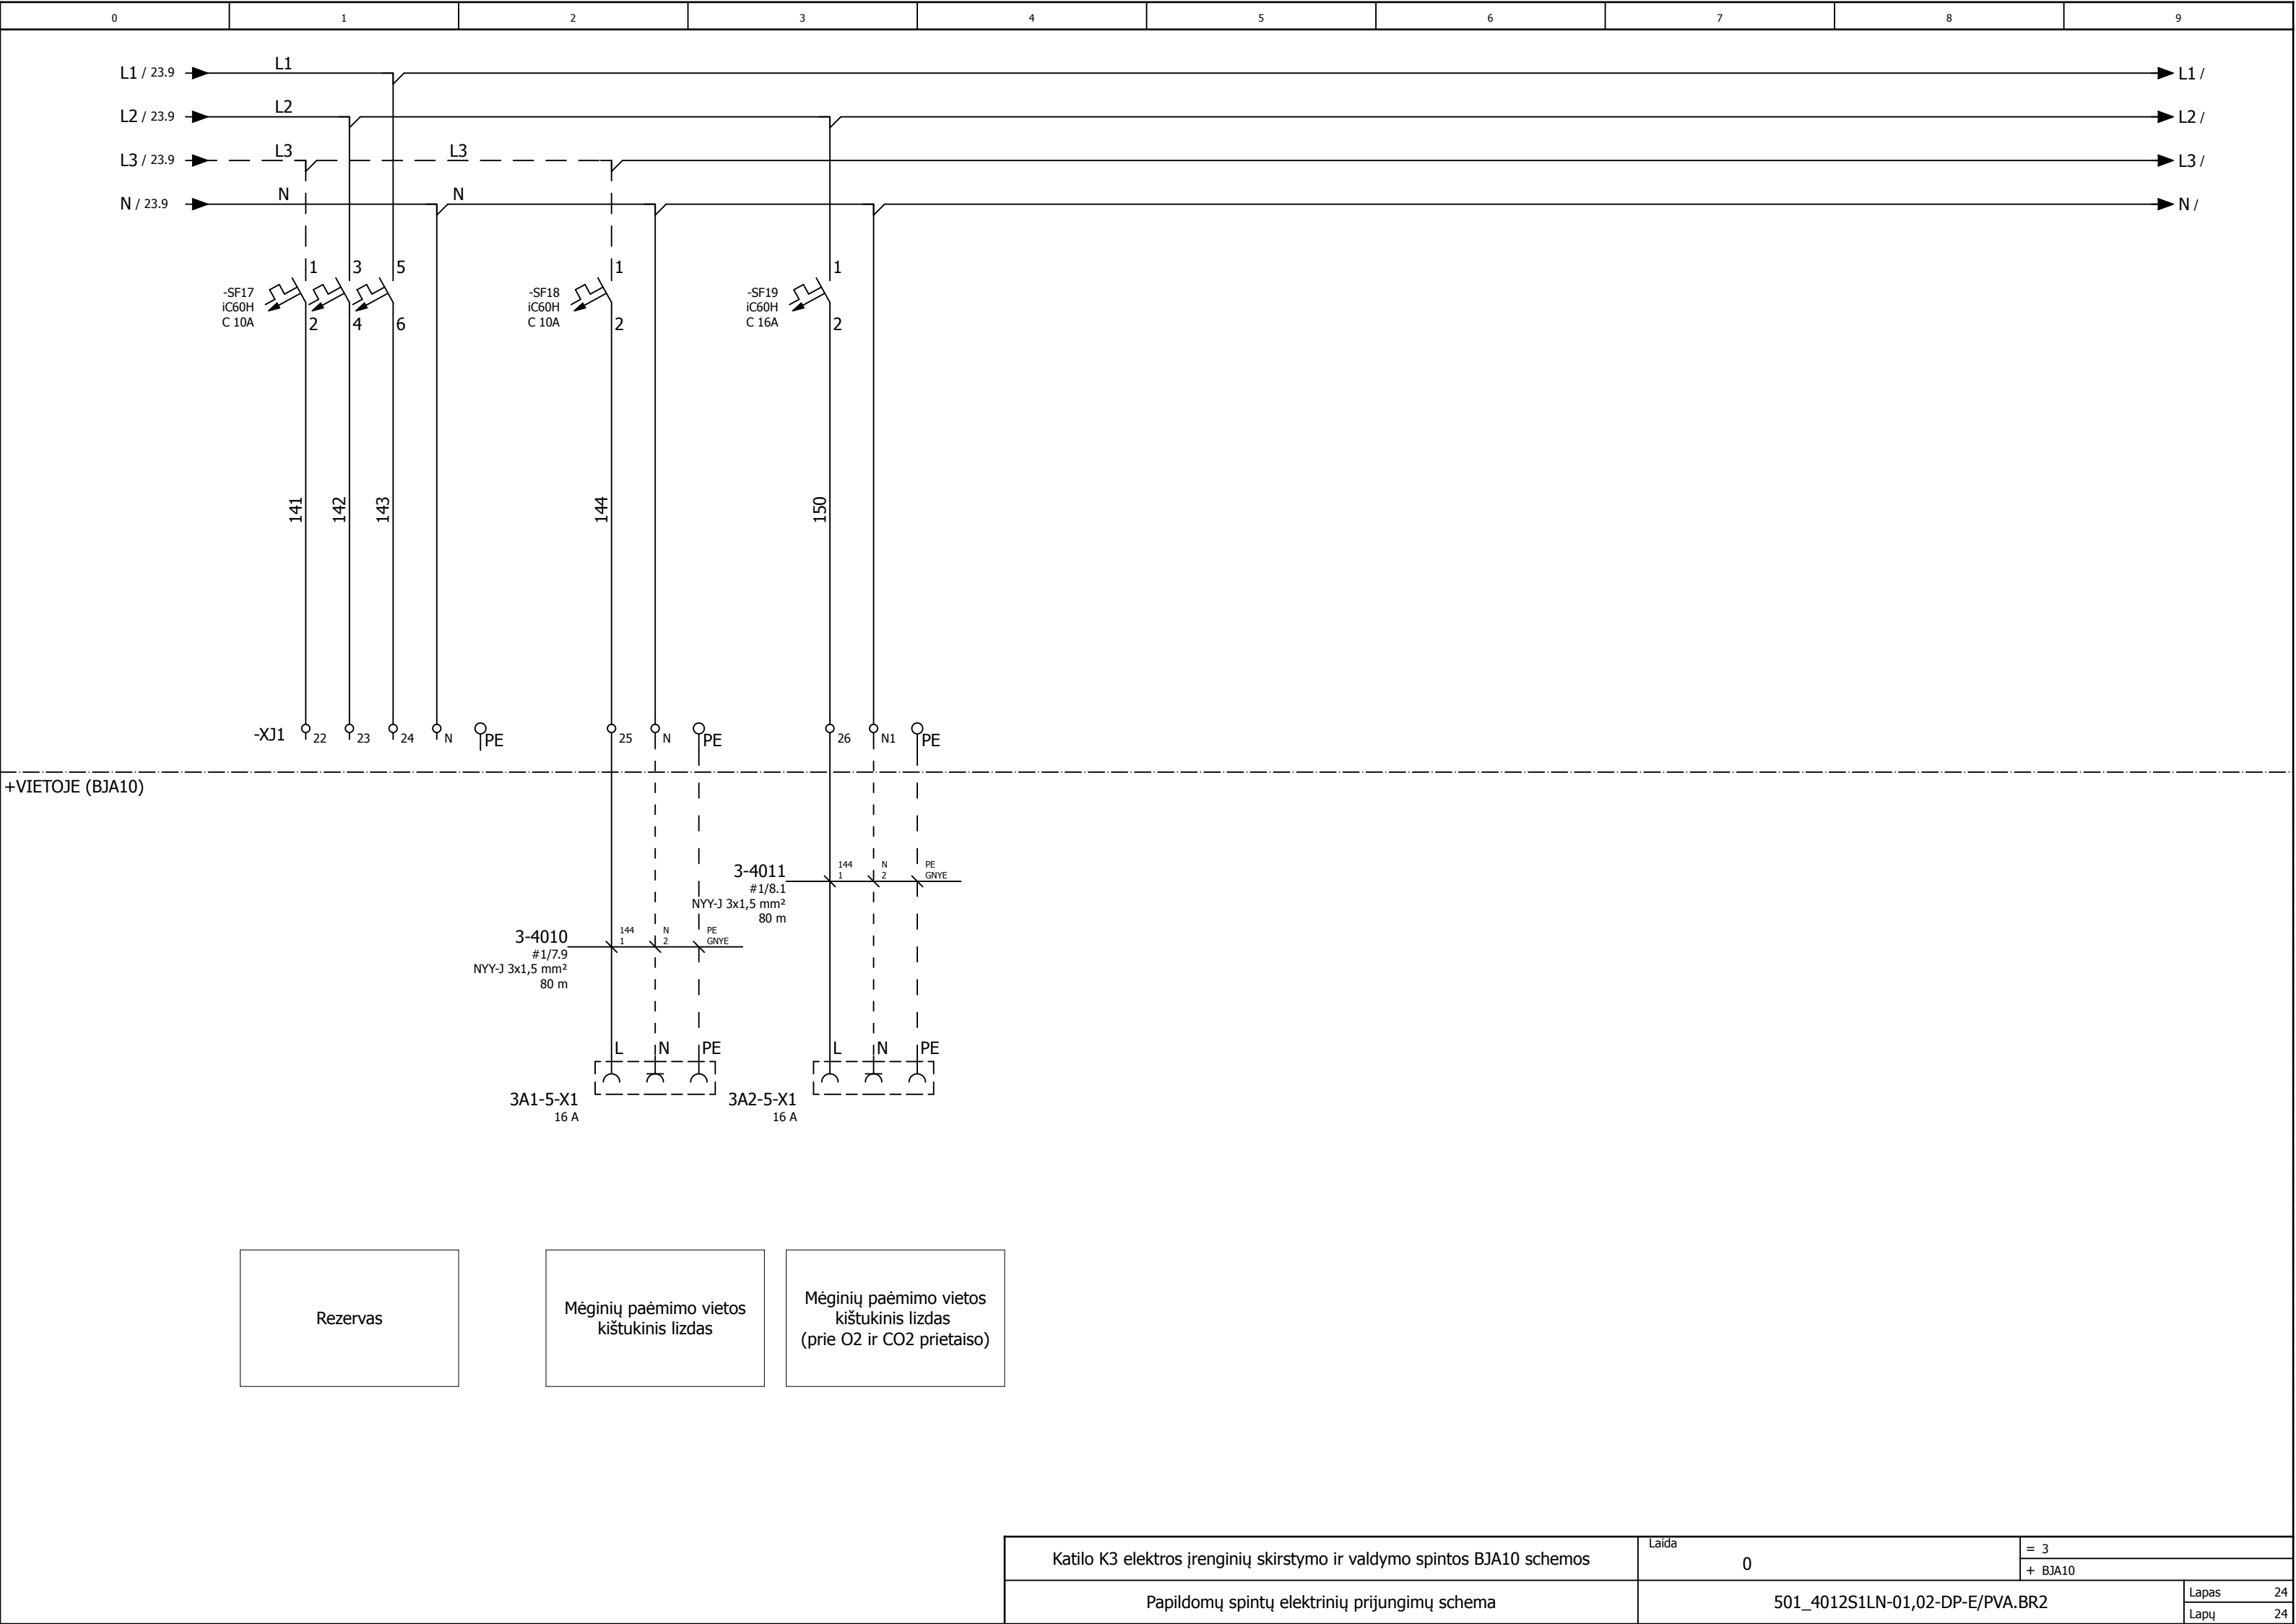 0 1 2 3 4 5 6 7 8 9
L1 / 23.9 L1 L1 /
L2 / 23.9 L2 L2 /
L3 / 23.9 L3 L3 L3 /
N / 23.9 N N N /
1 3 5 1 1
-SF17 -SF18 -SF19
iC60H iC60H iC60H
C 10A C 10A C 16A
2 4 6 2 2
141 142 143 144 150
-XJ1 22 23 24 N PE 25 N PE 26 N1 PE
+VIETOJE (BJA10)
3-4011 144 N PE
1 2 GNYE
#1/8.1
NYY-J 3x1,5 mm²
80 m
3-4010 144 N PE
1 2 GNYE
#1/7.9
NYY-J 3x1,5 mm²
80 m
L N PE L N PE
3A1-5-X1 3A2-5-X1
16 A 16 A
Rezervas
Mėginių paėmimo vietos
kištukinis lizdas
Mėginių paėmimo vietos
kištukinis lizdas
(prie O2 ir CO2 prietaiso)
Katilo K3 elektros įrenginių skirstymo ir valdymo spintos BJA10 schemos
Laida
0
= 3
+ BJA10
Papildomų spintų elektrinių prijungimų schema
501_4012S1LN-01,02-DP-E/PVA.BR2
Lapas 24
Lapų 24